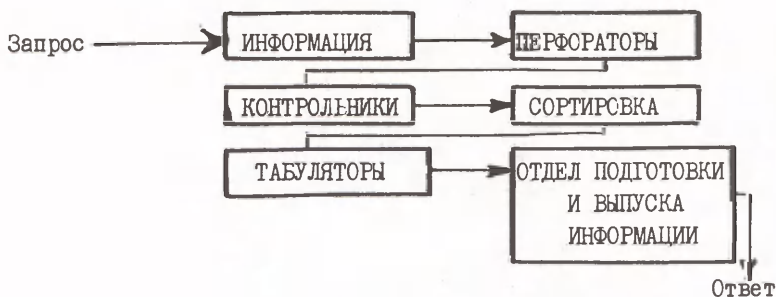 Запрос
ИНФОРМАЦИЯ
ПЕРФОРАТОРЫ
КОНТРОЛЬНИКИ
СОРТИРОВКА
ТАБУЛЯТОРЫ
ОТДЕЛ ПОДГОТОВКИ
И ВЫПУСКА
ИНФОРМАЦИИ
Ответ